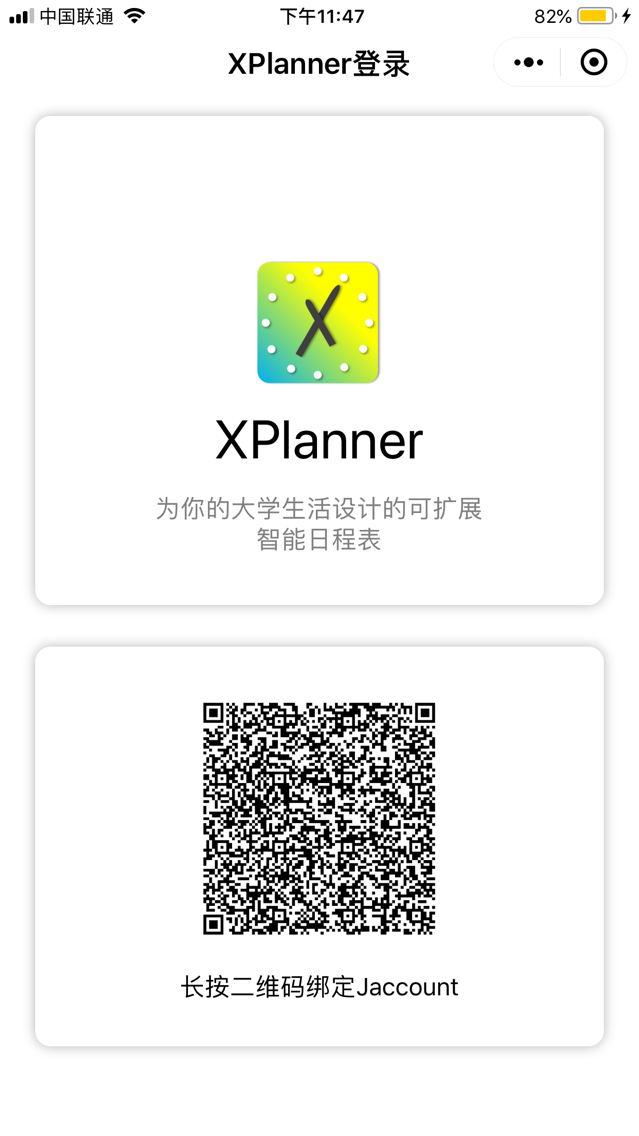 中国联通
下午11:47
82%
XPlanner登录
XPlanner
为你的大学生活设计的可扩展
智能日程表
长按二维码绑定Jaccount